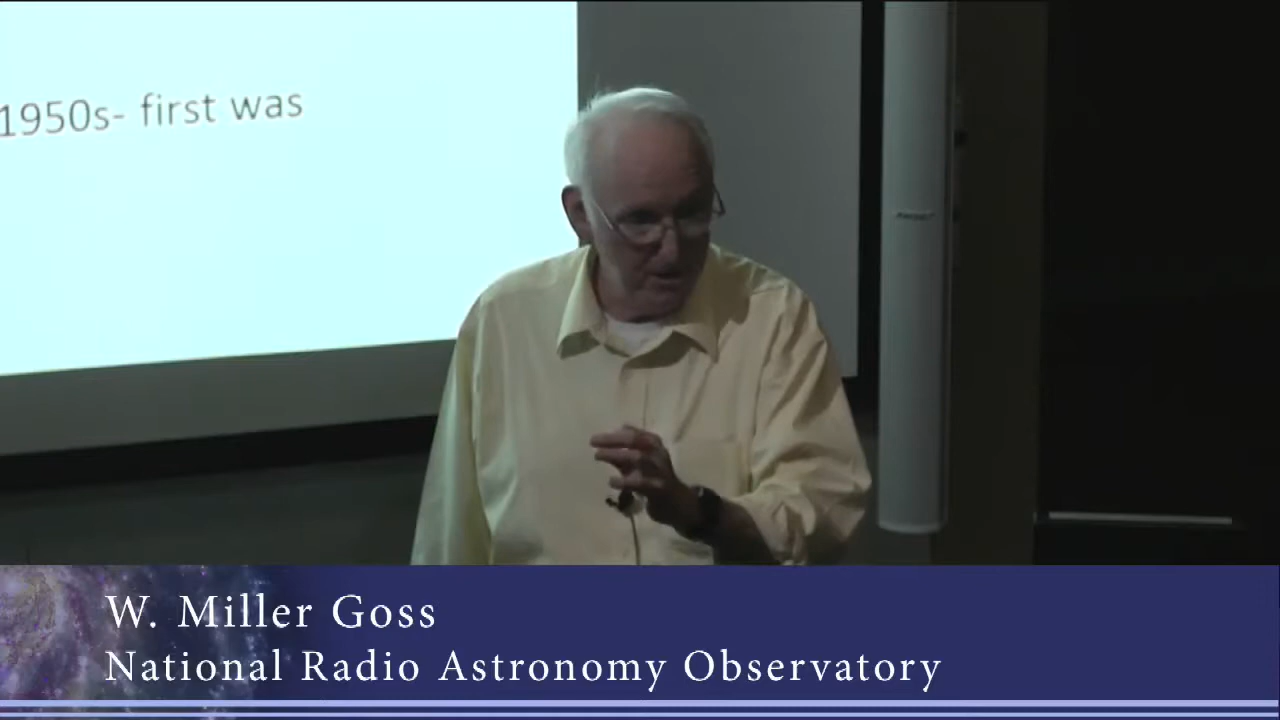 1950s- first was
W. Miller Goss
National Radio Astronomy Observatory